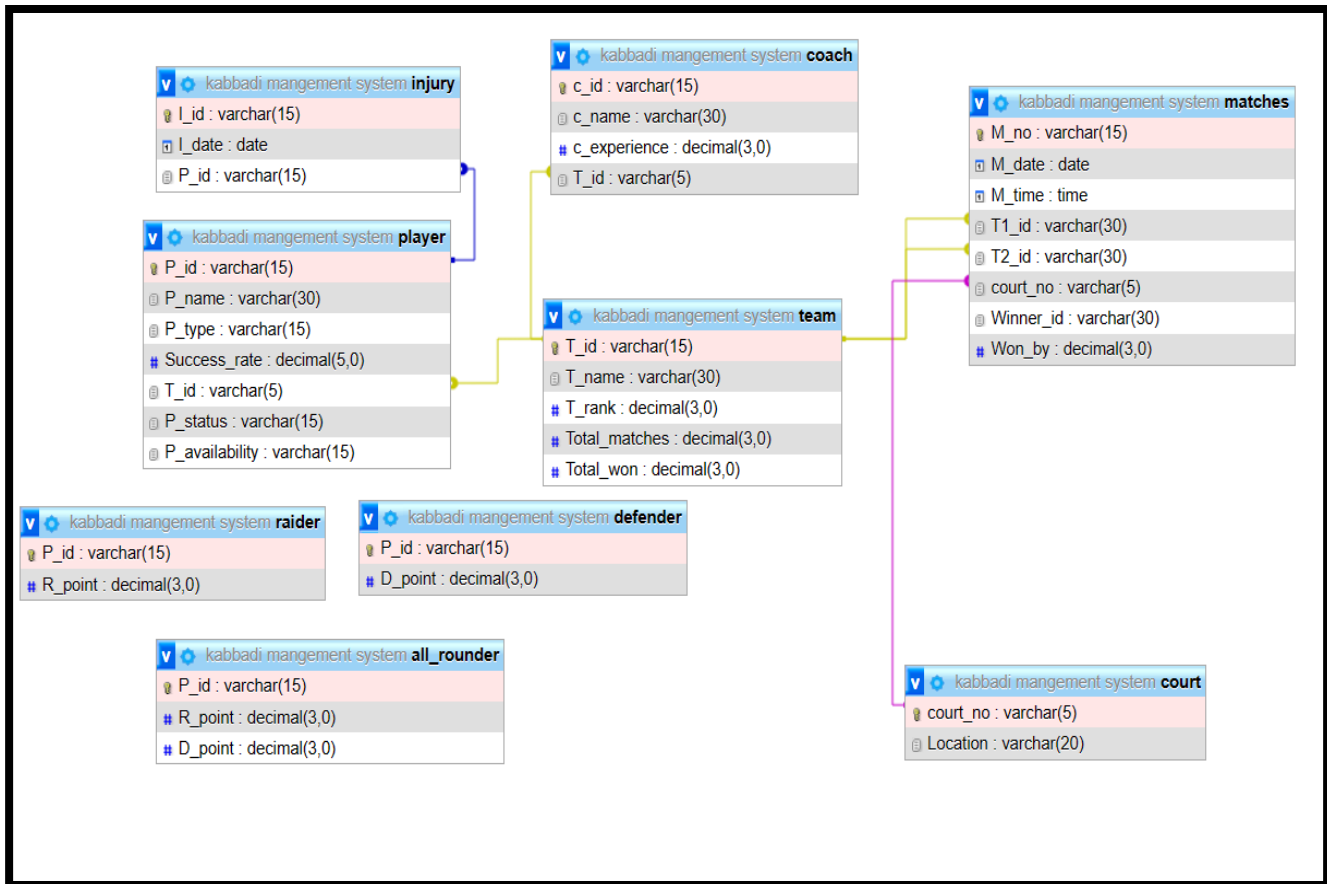 kabbadi mangement system injury
I_id : varchar(15)
I_date : date
P_id : varchar(15)
kabbadi mangement system coach
c_id : varchar(15)
c_name : varchar(30)
c_experience : decimal(3,0)
T_id : varchar(5)
kabbadi mangement system matches
M_no : varchar(15)
M_date : date
M_time : time
T1_id : varchar(30)
T2_id : varchar(30)
court_no : varchar(5)
Winner_id : varchar(30)
Won_by : decimal(3,0)
kabbadi mangement system player
P_id : varchar(15)
P_name : varchar(30)
P_type : varchar(15)
Success_rate : decimal(5,0)
T_id : varchar(5)
P_status : varchar(15)
P_availability : varchar(15)
kabbadi mangement system team
T_id : varchar(15)
T_name : varchar(30)
T_rank : decimal(3,0)
Total_matches : decimal(3,0)
Total_won : decimal(3,0)
kabbadi mangement system raider
P_id : varchar(15)
R_point : decimal(3,0)
kabbadi mangement system defender
P_id : varchar(15)
D_point : decimal(3,0)
kabbadi mangement system all_rounder
P_id : varchar(15)
R_point : decimal(3,0)
D_point : decimal(3,0)
kabbadi mangement system court
court_no : varchar(5)
Location : varchar(20)